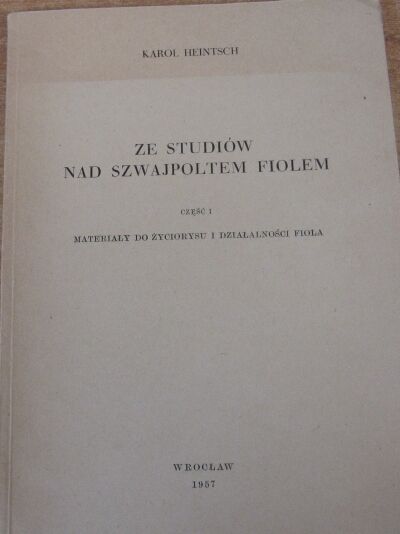 KAROL HEINTSCH
ZE STUDIÓW
NAD SZWAJPOLTEM FIOLEM
CZĘŚĆ I
MATERIAŁY DO ŻYCIORYSU I DZIAŁALNOŚCI FIOLA
WROCŁAW
1957